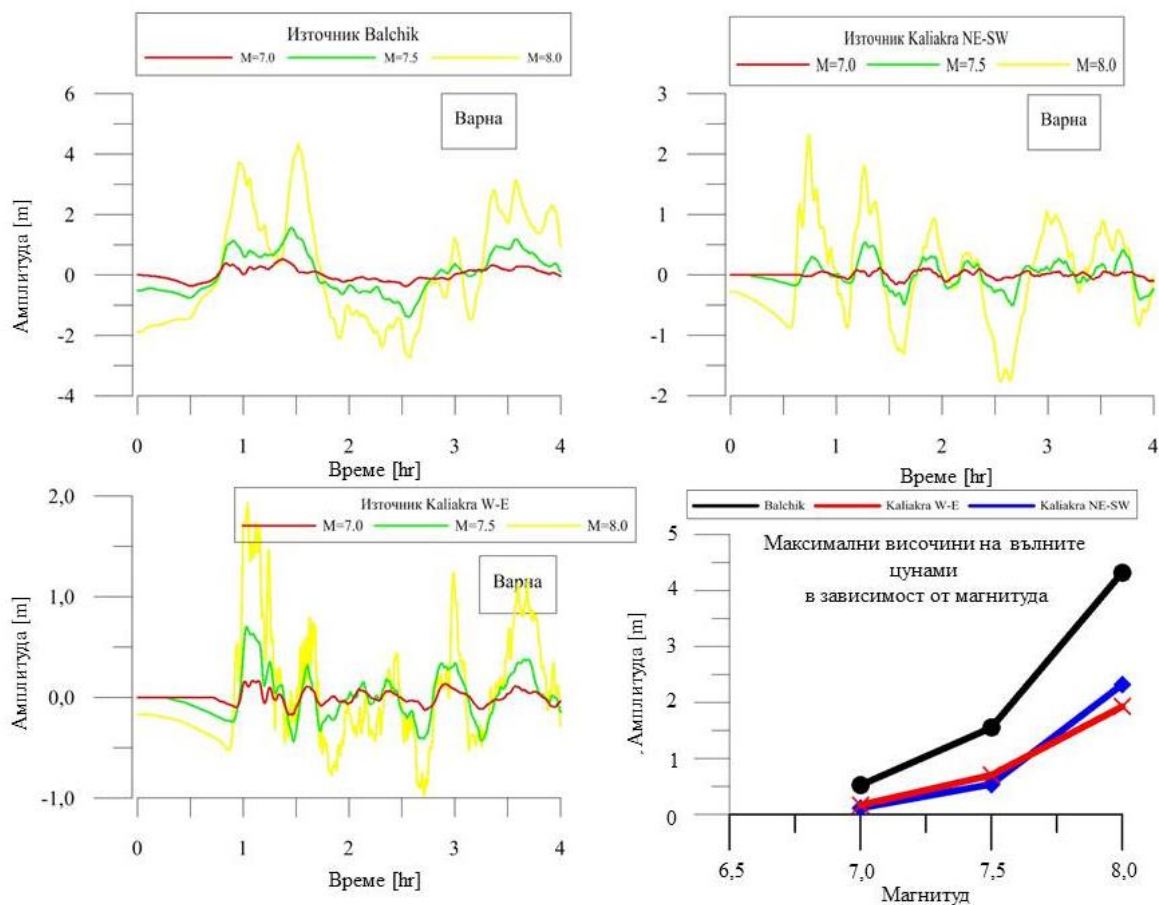 Източник Balchik
M=7.0 M=7.5 M=8.0
Варна
6
4
2
0
-2
-4
Амплитуда [m]
0 1 2 3 4
Време [hr]
Източник Kaliakra NE-SW
M=7.0 M=7.5 M=8.0
Варна
3
2
1
0
-1
-2
0 1 2 3 4
Време [hr]
Източник Kaliakra W-E
M=7.0 M=7.5 M=8.0
Варна
2,0
1,0
0,0
-1,0
Амплитуда [m]
0 1 2 3 4
Време [hr]
Balchik Kaliakra W-E Kaliakra NE-SW
Максимални височини на вълните
цунами
в зависимост от магнитуда
5
4
3
2
1
0
, Амплитуда [m]
6,5 7,0 7,5 8,0
Магнитуд